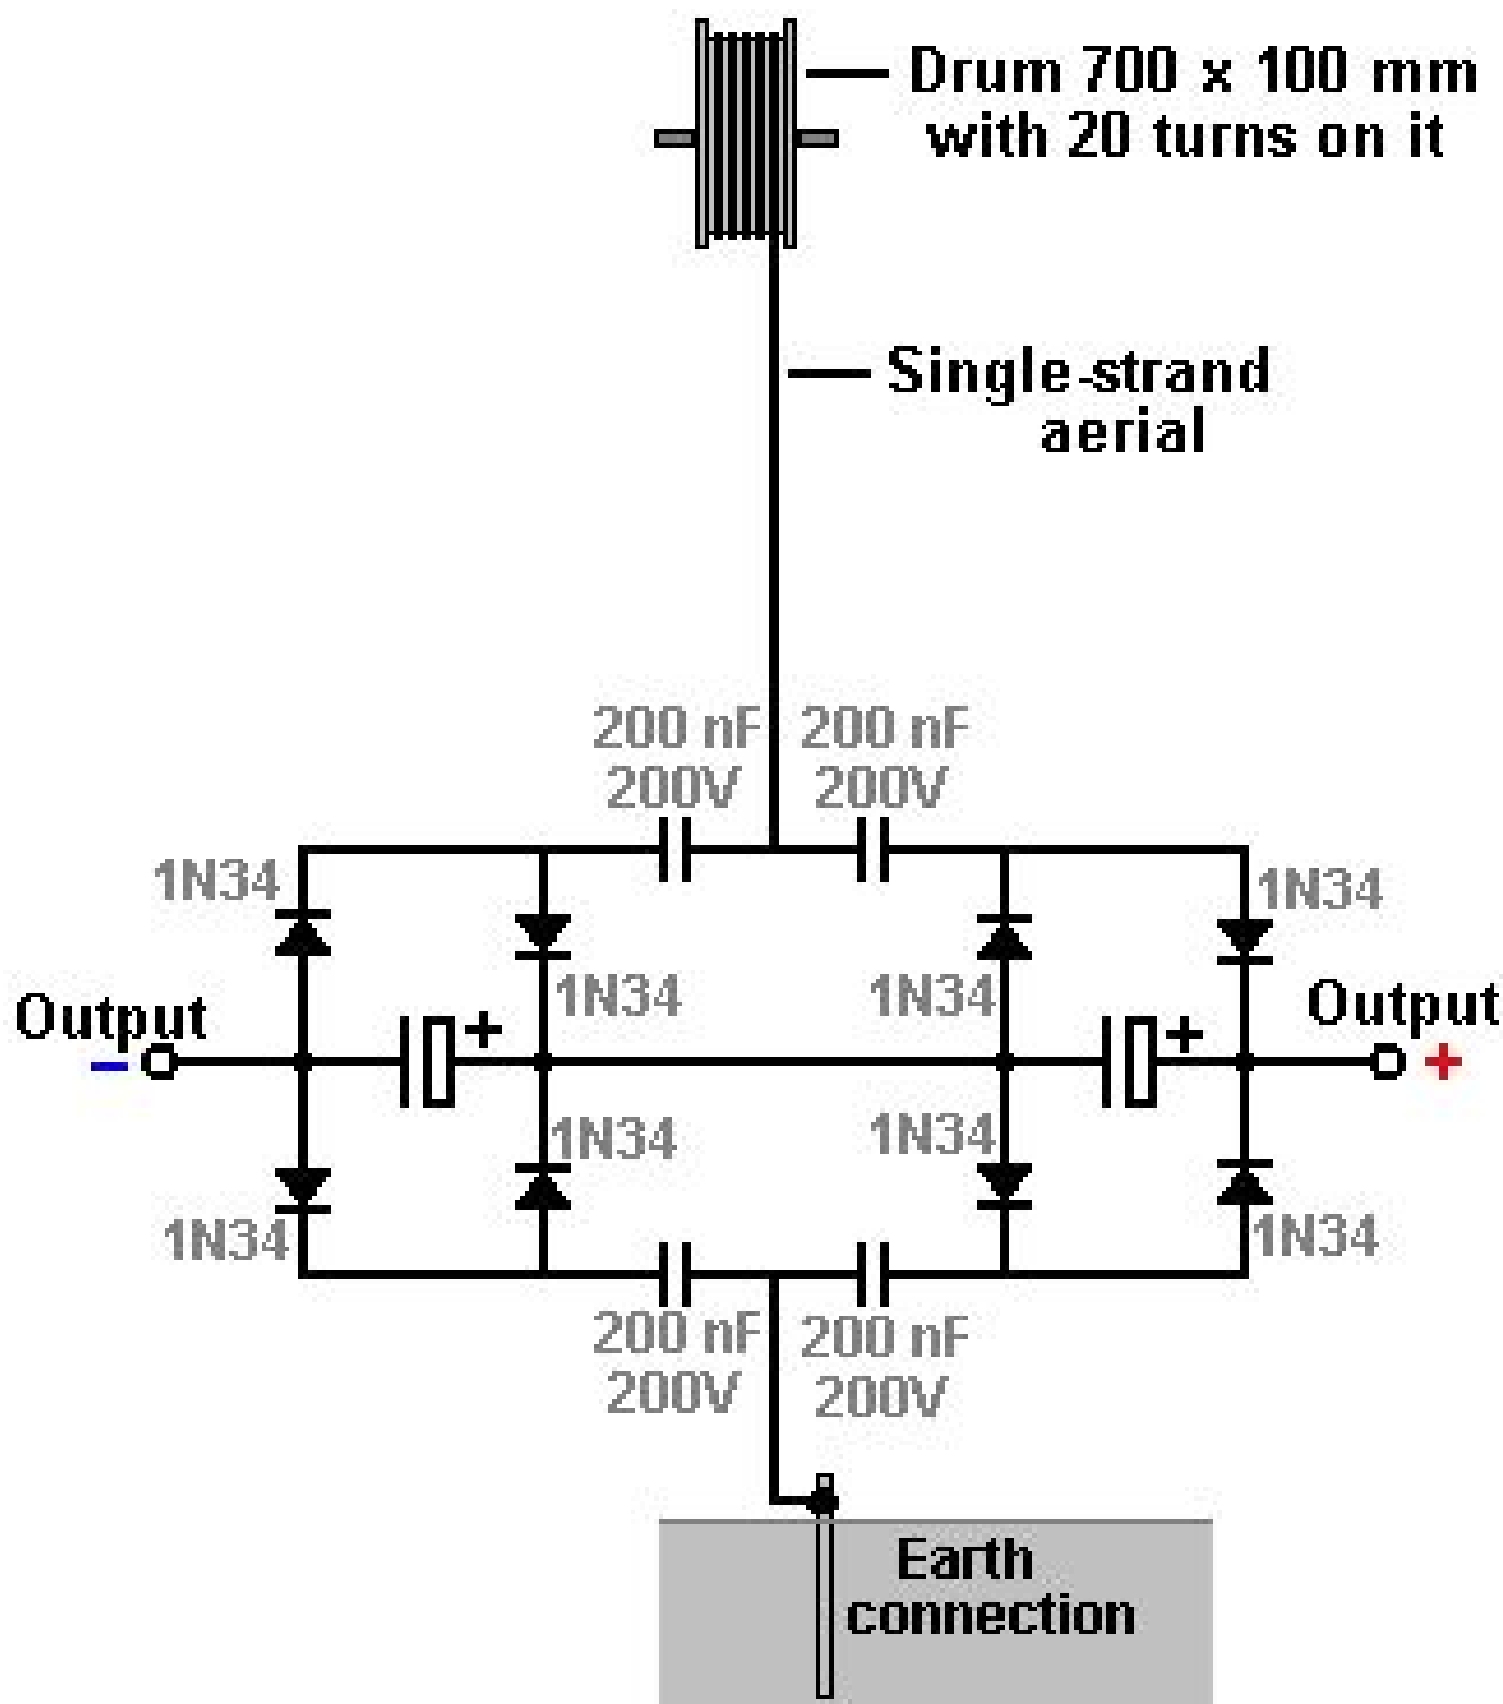 Drum 700 x 100 mm
with 20 turns on it
Single-strand
aerial
200 nF 200 nF
200V 200V
1N34 1N34
1N34 1N34
Output + + Output
– +
1N34 1N34
1N34 1N34
200 nF 200 nF
200V 200V
Earth
connection